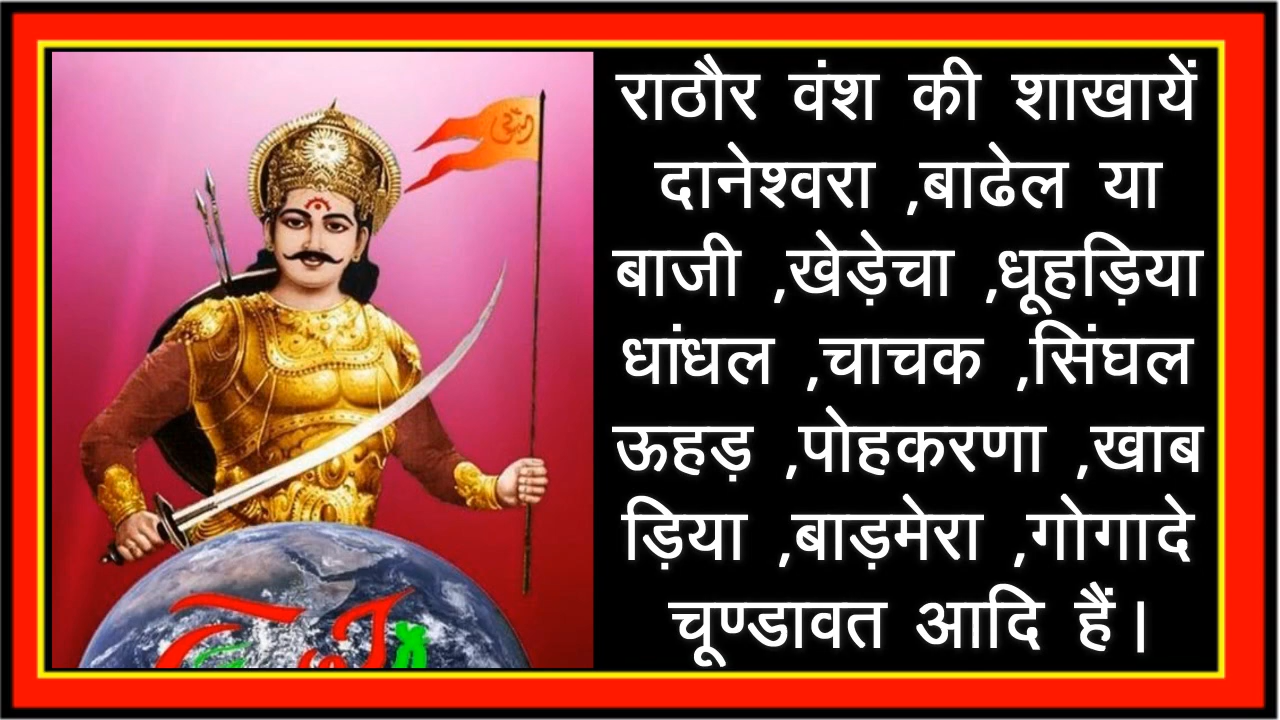 राठौर वंश की शाखायें
दानेश्वरा ,बाढेल या
बाजी ,खेड़ेचा ,धूहड़िया
धांधल ,चाचक ,सिंघल
ऊहड़ ,पोहकरणा ,खाब
ड़िया ,बाड़मेरा ,गोगादे
चूण्डावत आदि हैं।